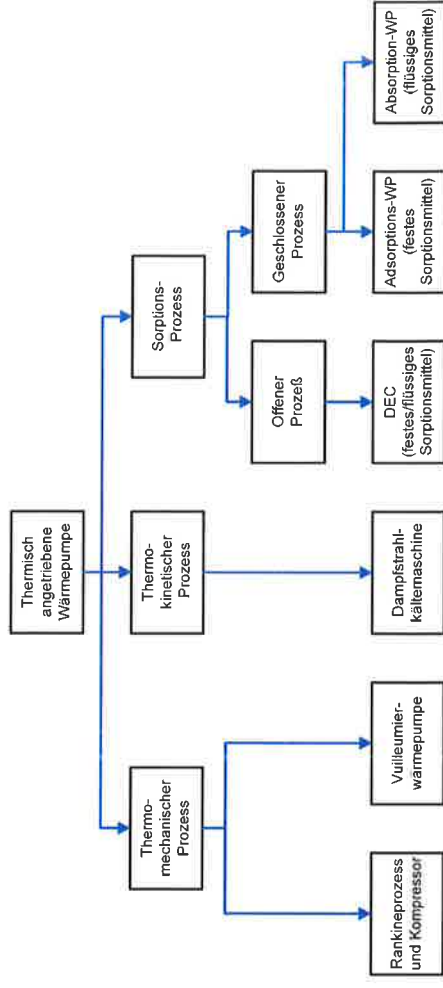 Thermisch
angetriebene
Wärmepumpe
Thermo-
mechanischer
Prozess
Thermo-
kinetischer
Prozess
Sorptions-
Prozess
Offener
Prozeß
Geschlossener
Prozess
Rankineprozess
und Kompressor
Vuilleumier-
wärmepumpe
Dampfstrahl-
kältemaschine
DEC
(festes/flüssiges
Sorptionsmittel)
Adsorptions-WP
(festes
Sorptionsmittel)
Absorption-WP
(flüssiges
Sorptionsmittel)